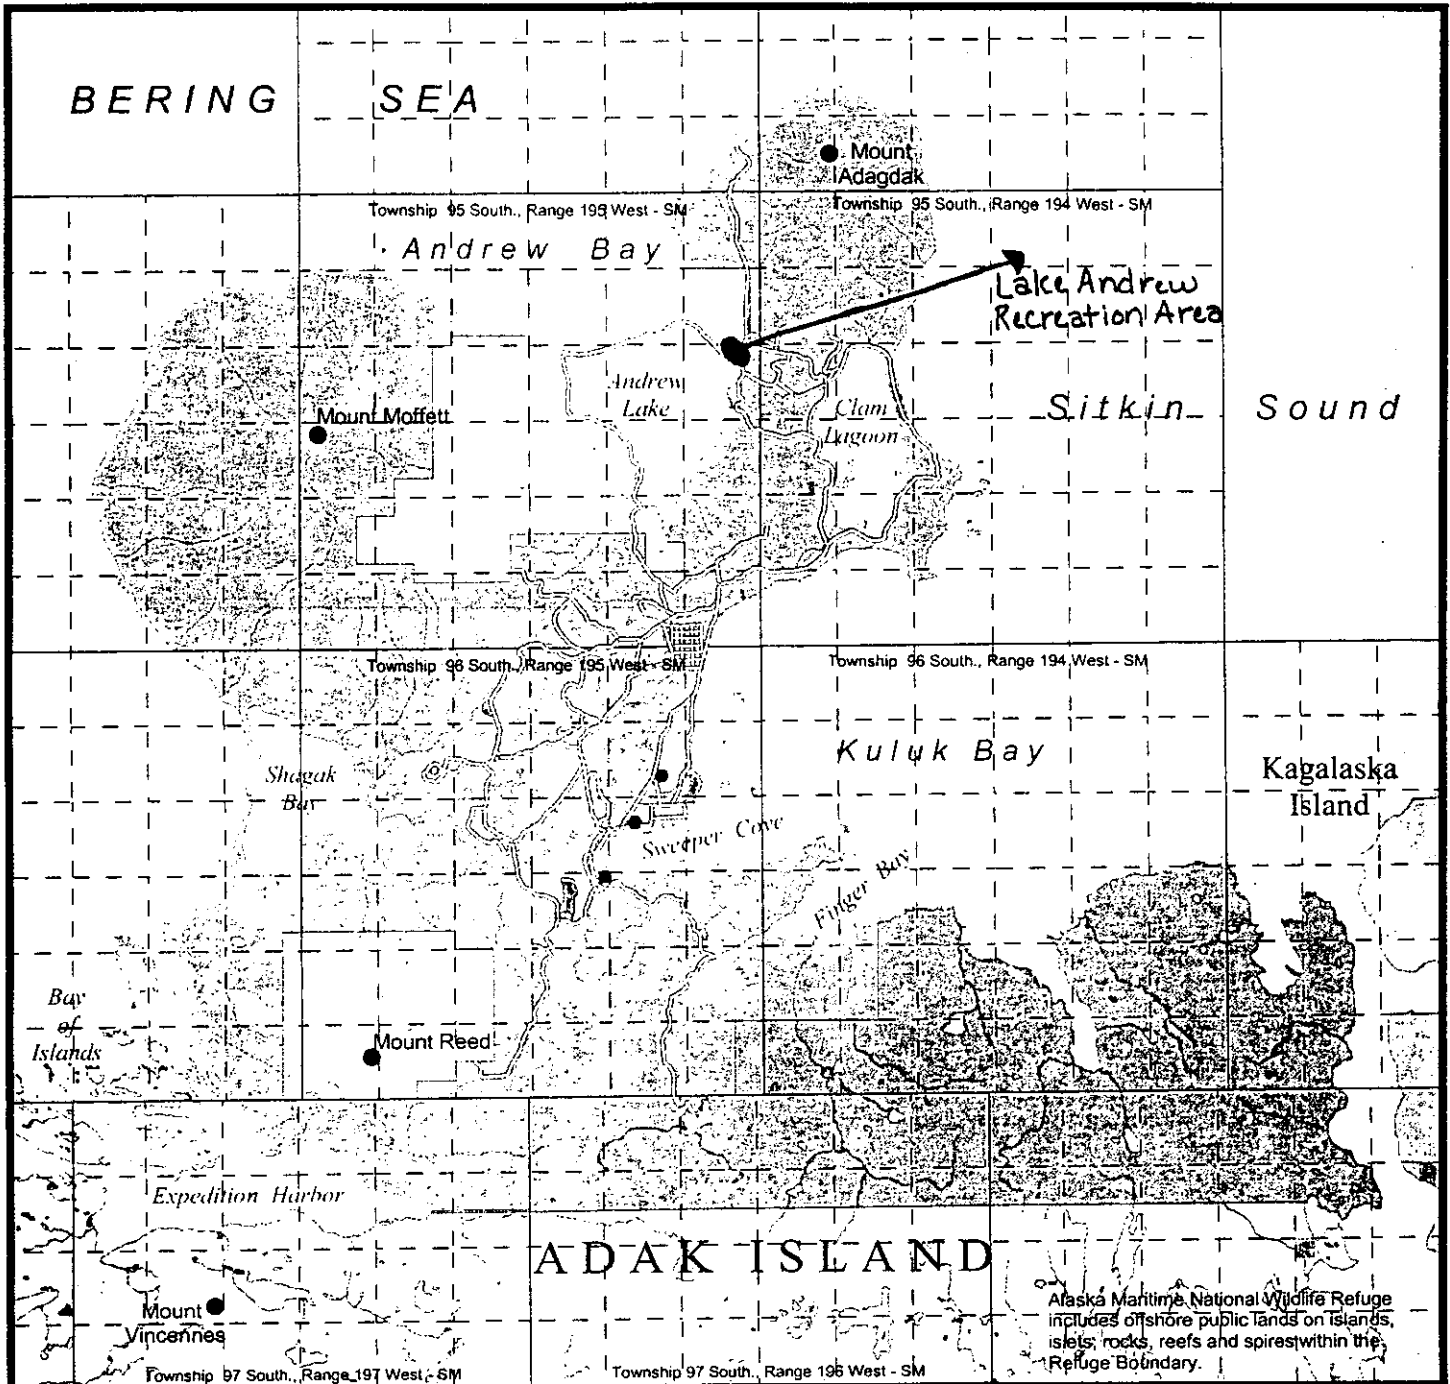 BERING SEA
Mount
Adagdak
Township 95 South., Range 195 West - SM
Township 95 South., Range 194 West - SM
Andrew Bay
Lake Andrew
Recreation Area
Andrew
Lake
Clam
Lagoon
Sitkin Sound
Mount Moffett
Township 96 South., Range 195 West - SM
Township 96 South., Range 194 West - SM
Kuluk Bay
Shagak
Bay
Kagalaska
Island
Sweeper Cove
Finger Bay
Bay
of
Islands
Mount Reed
Expedition Harbor
ADAK ISLAND
Mount
Vincennes
Alaska Maritime National Wildlife Refuge
includes offshore public lands on islands,
islets, rocks, reefs and spires within the
Refuge Boundary.
Township 97 South., Range 197 West - SM
Township 97 South., Range 196 West - SM